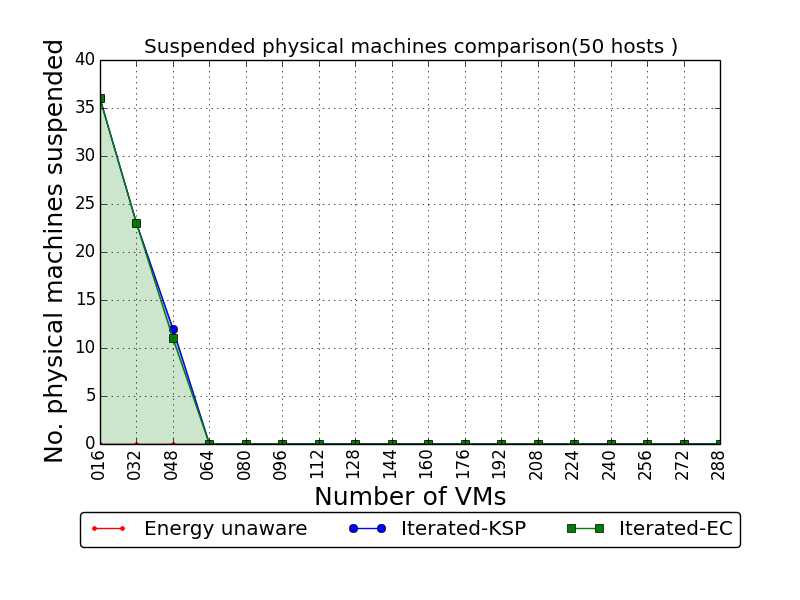 Suspended physical machines comparison(50 hosts )
No. physical machines suspended
40
35
30
25
20
15
10
5
0
016 032 048 064 080 096 112 128 144 160 176 192 208 224 240 256 272 288
Number of VMs
Energy unaware Iterated-KSP Iterated-EC